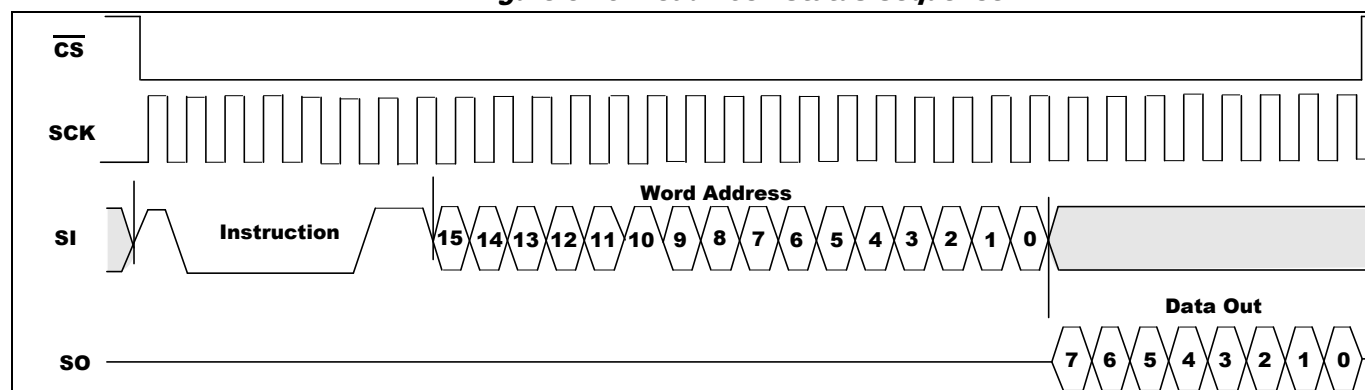 CS
SCK
Word Address
SI Instruction 15 14 13 12 11 10 9 8 7 6 5 4 3 2 1 0
Data Out
SO 7 6 5 4 3 2 1 0